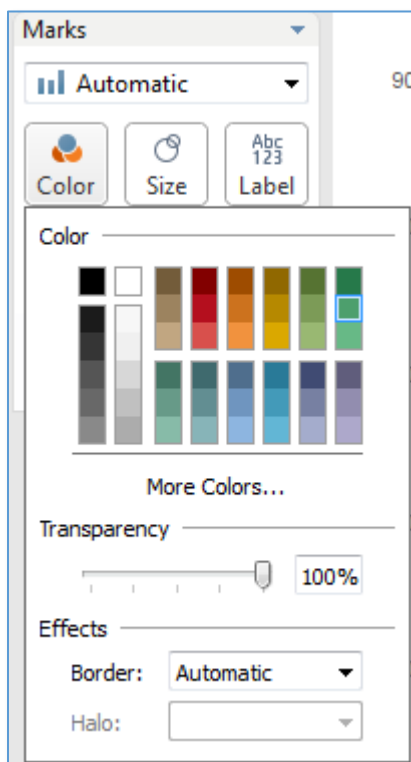 Marks
Automatic
90
Color Size Abc 123 Label
Color
More Colors...
Transparency
100%
Effects
Border: Automatic
Halo: